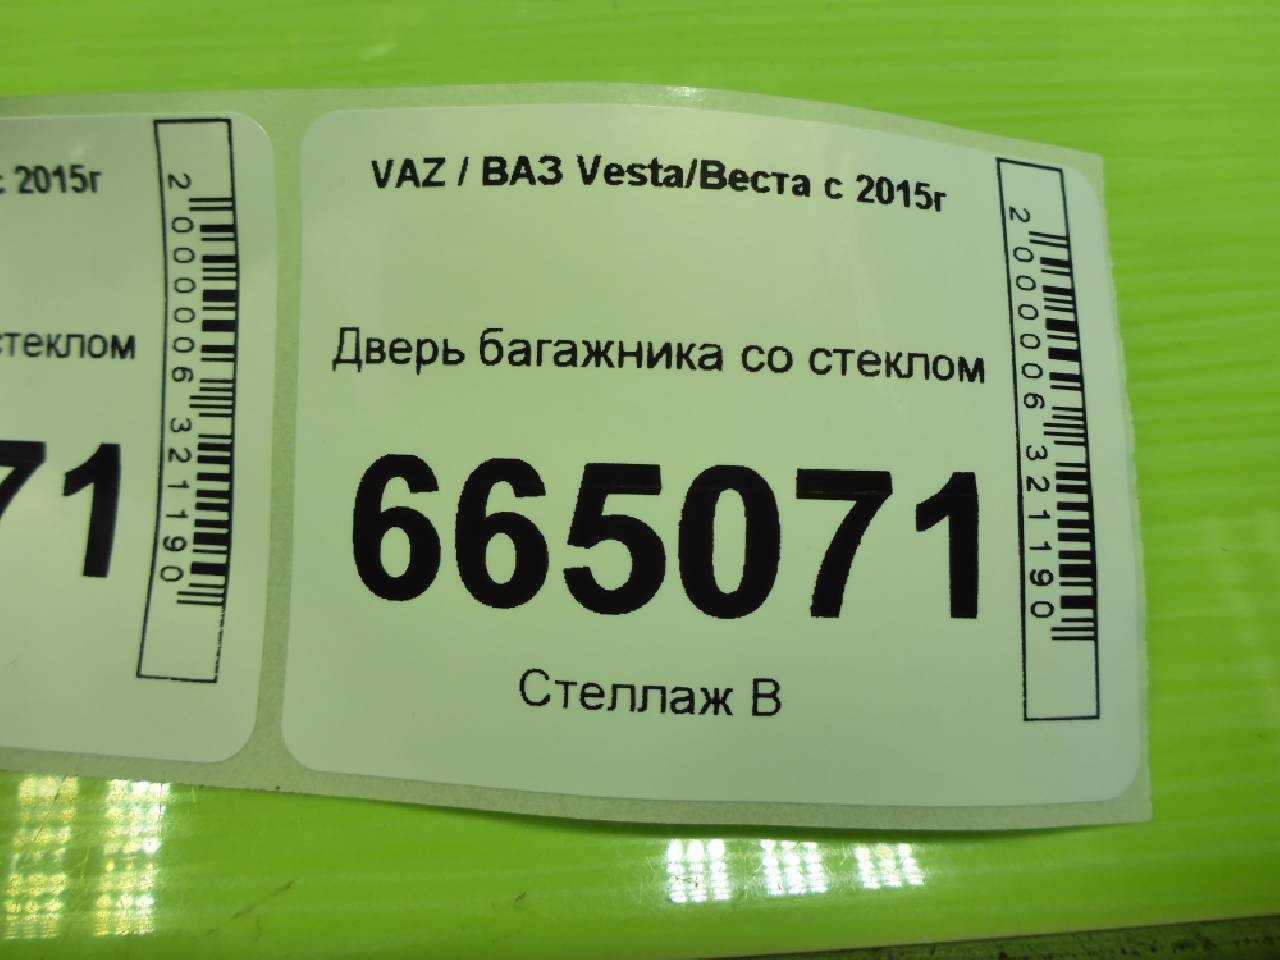 с 2015г
стеклом
71
2000006321190
VAZ / ВАЗ Vesta/Веста с 2015г
Дверь багажника со стеклом
665071
Стеллаж В
2000006321190